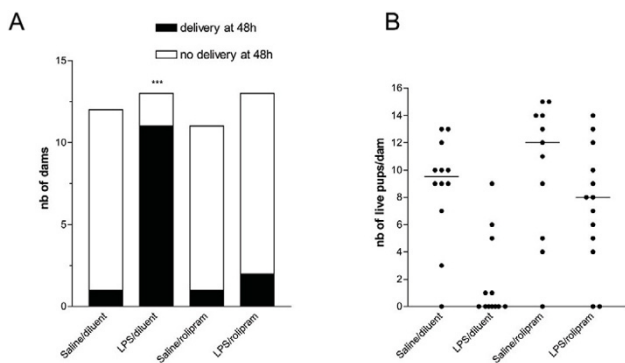 A
delivery at 48h
no delivery at 48h
15
10
5
0
***
nb of dams
Saline/diluent
LPS/diluent
Saline/rolipram
LPS/rolipram
B
16
14
12
10
8
6
4
2
0
nb of live pups/dam
Saline/diluent
LPS/diluent
Saline/rolipram
LPS/rolipram